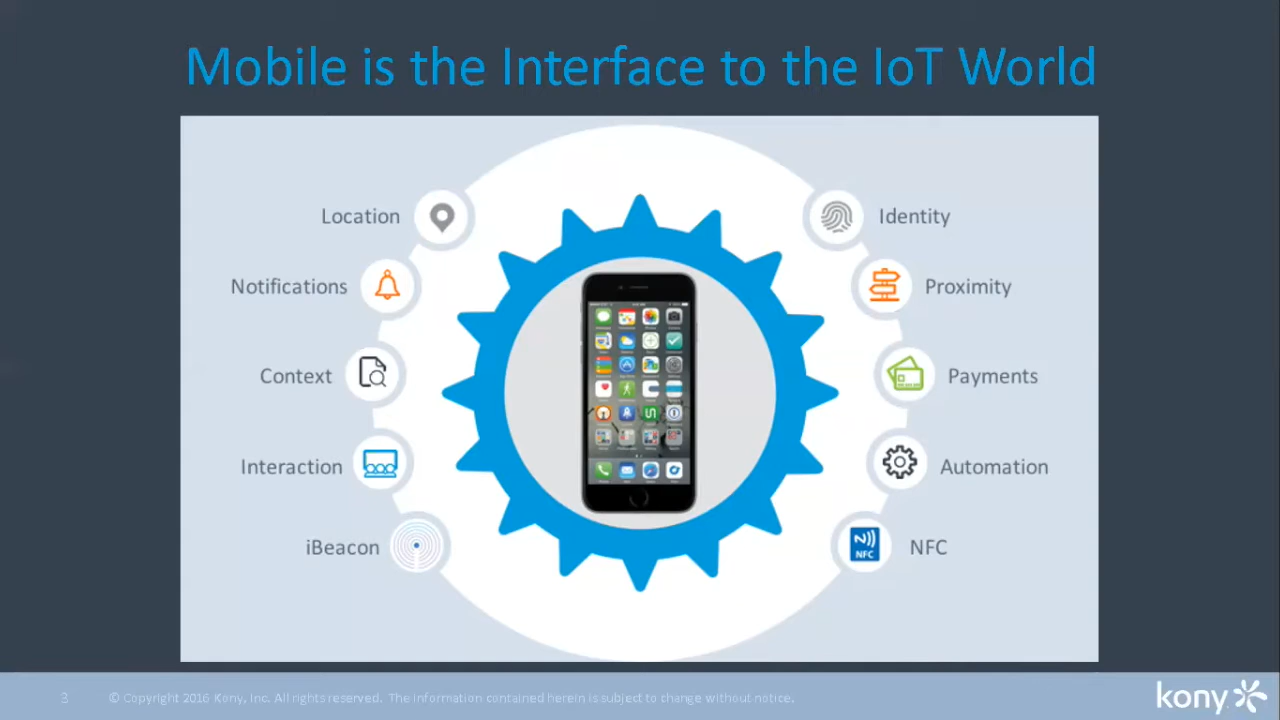 Mobile is the Interface to the IoT World
Location
Notifications
Context
Interaction
iBeacon
Identity
Proximity
Payments
Automation
NFC
NFC
3
© Copyright 2016 Kony, Inc. All rights reserved. The information contained herein is subject to change without notice.
kony